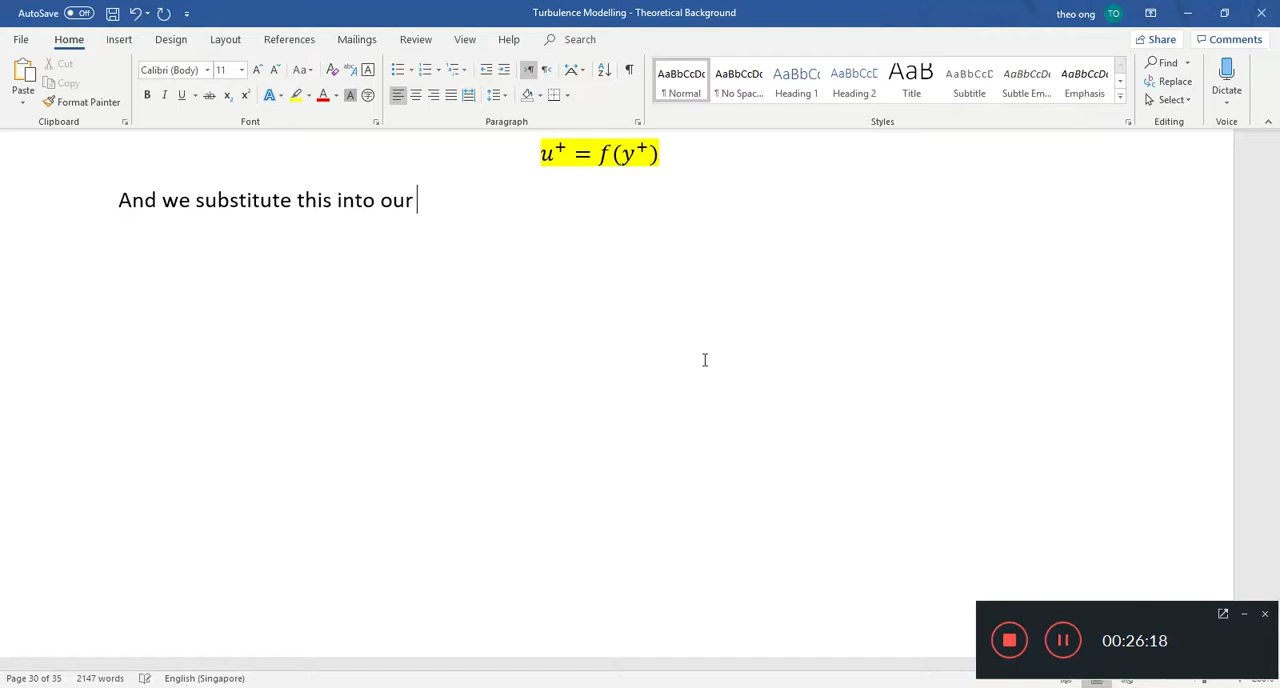 AutoSave Off Turbulence Modelling - Theoretical Background theo ong TO
File Home Insert Design Layout References Mailings Review View Help Search Share Comments
Paste Cut Copy Format Painter
Calibri (Body) 11
AaBbCcDc AaBbCcDc AaBbCc AaBbCcD AaB AaBbCcD AaBbCcDc AaBbCcDc
¶ Normal ¶ No Spac... Heading 1 Heading 2 Title Subtitle Subtle Em... Emphasis
Find Replace Select Dictate
Clipboard Font Paragraph Styles Editing Voice
u⁺ = f(y⁺)
And we substitute this into our
00:26:18
Page 30 of 35 2147 words English (Singapore)